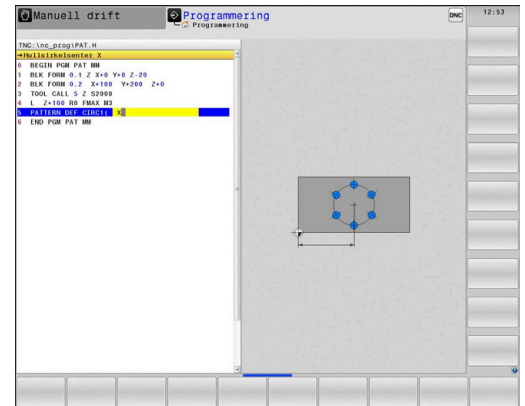 Manuell drift
Programmering
Programmering
DNC
12:53
TNC:\nc_prog\PAT.H
→Hullsirkelsenter X
0 BEGIN PGM PAT MM
1 BLK FORM 0.1 Z X+0 Y+0 Z-20
2 BLK FORM 0.2 X+100 Y+200 Z+0
3 TOOL CALL 5 Z S2000
4 L Z+100 R0 FMAX M3
5 PATTERN DEF CIRC1( X
6 END PGM PAT MM